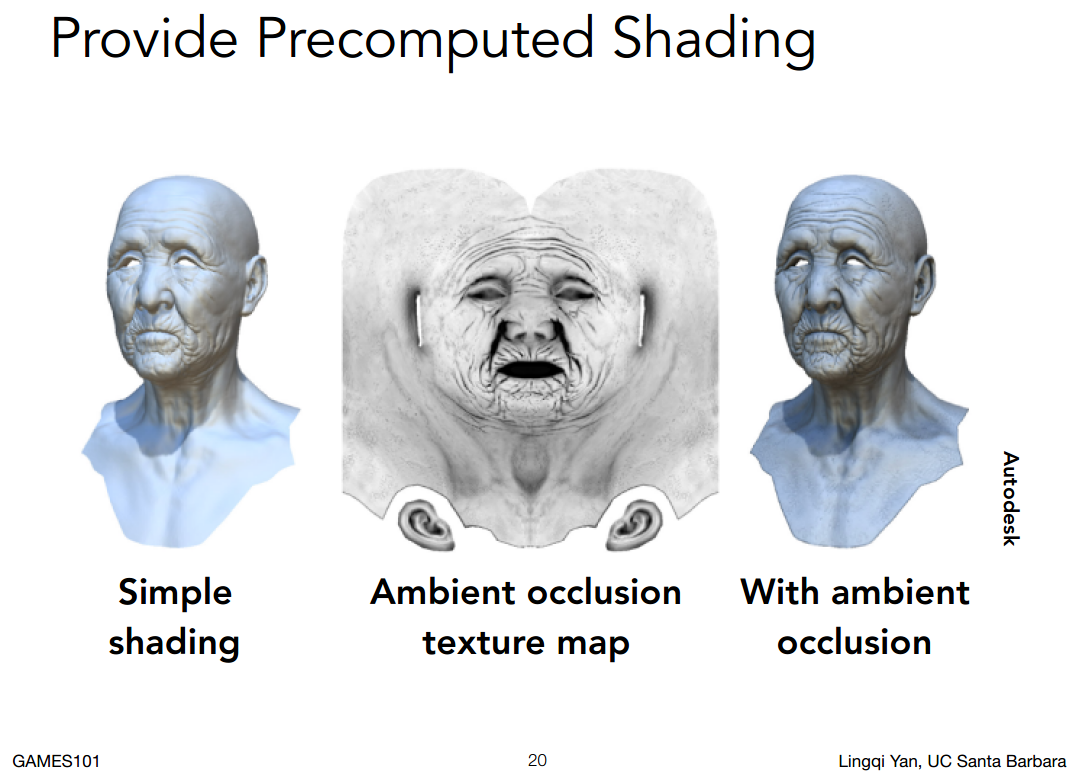 Provide Precomputed Shading
Simple
shading
Ambient occlusion
texture map
With ambient
occlusion
Autodesk
GAMES101
20
Lingqi Yan, UC Santa Barbara